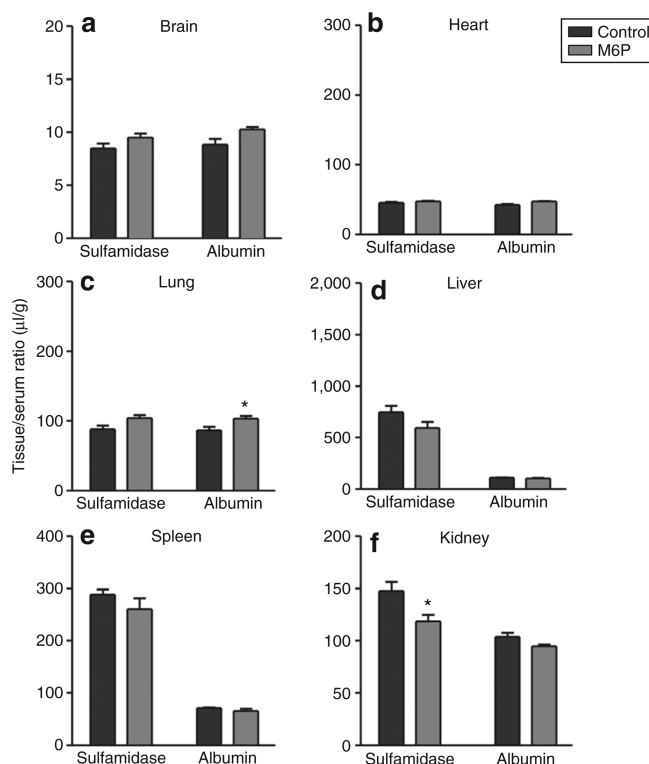 a
Brain
20
15
10
5
0
Sulfamidase
Albumin
b
Heart
Control
M6P
300
200
100
0
Sulfamidase
Albumin
Tissue/serum ratio (µl/g)
c
Lung
300
200
100
0
*
Sulfamidase
Albumin
d
Liver
2,000
1,500
1,000
500
0
Sulfamidase
Albumin
e
Spleen
400
300
200
100
0
Sulfamidase
Albumin
f
Kidney
200
150
100
50
0
*
Sulfamidase
Albumin